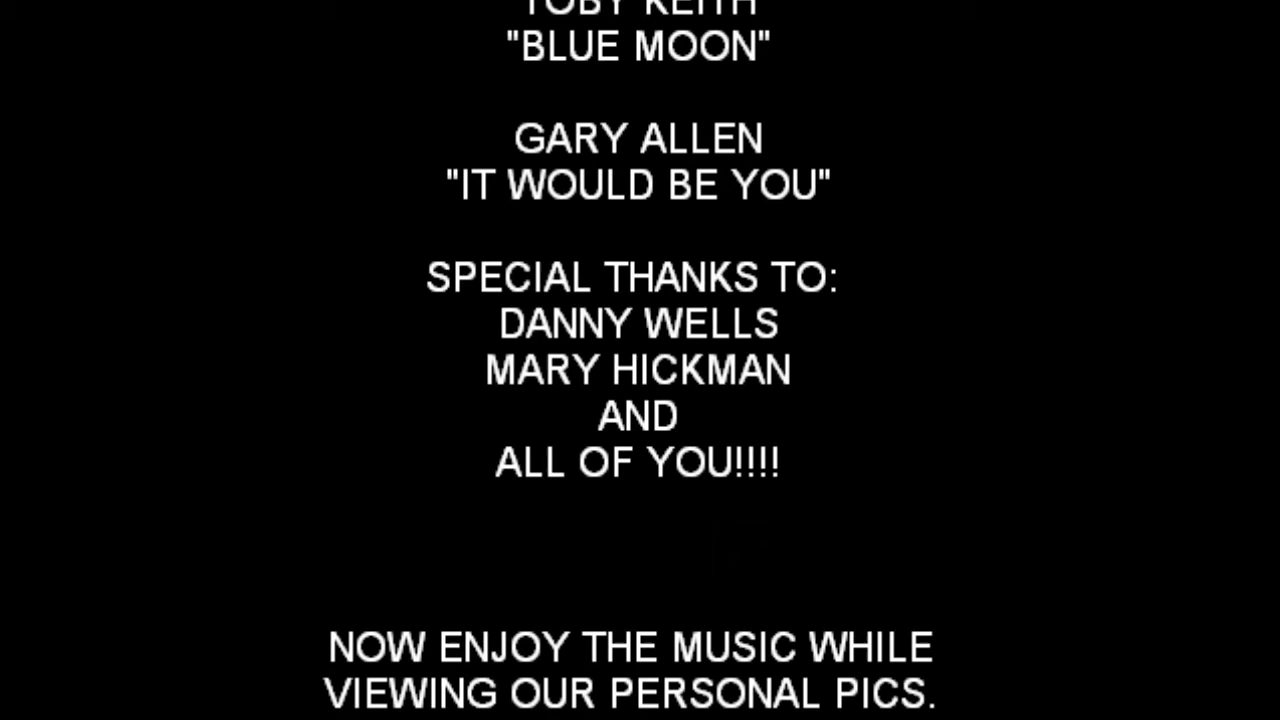 TOBY KEITH
"BLUE MOON"
GARY ALLEN
"IT WOULD BE YOU"
SPECIAL THANKS TO:
DANNY WELLS
MARY HICKMAN
AND
ALL OF YOU!!!!
NOW ENJOY THE MUSIC WHILE
VIEWING OUR PERSONAL PICS.